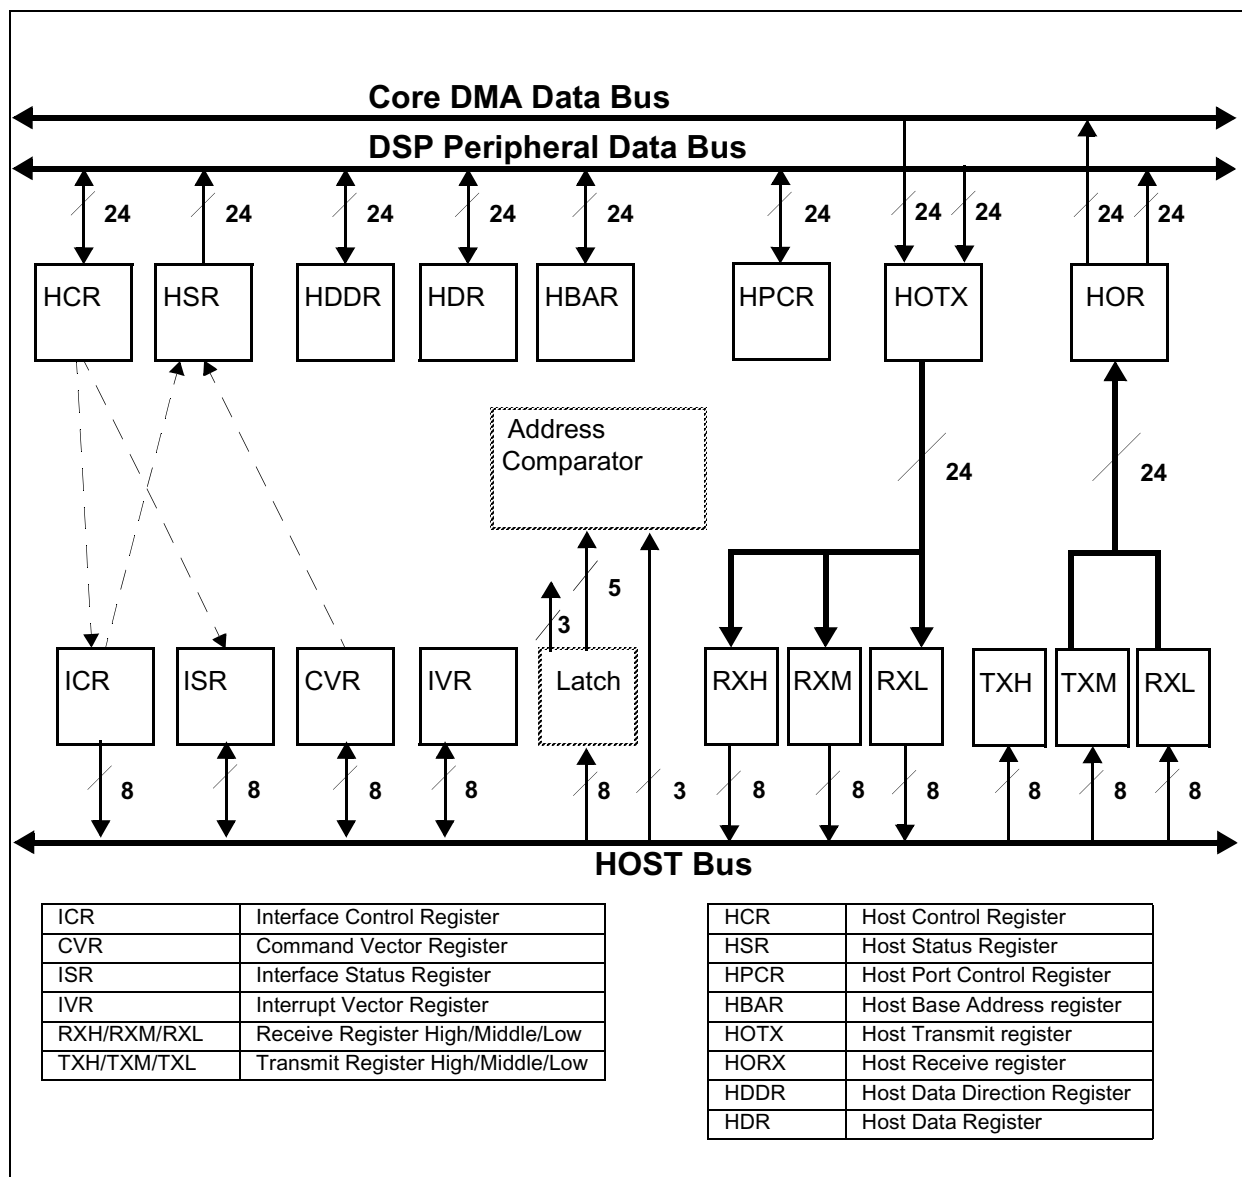 Core DMA Data Bus
DSP Peripheral Data Bus
24 24 24 24 24 24 24 24 24 24
HCR HSR HDDR HDR HBAR HPCR HOTX HOR
Address
Comparator
24 24
5
3
ICR ISR CVR IVR Latch RXH RXM RXL TXH TXM RXL
8 8 8 8 8 3 8 8 8 8 8 8
HOST Bus
ICR Interface Control Register
CVR Command Vector Register
ISR Interface Status Register
IVR Interrupt Vector Register
RXH/RXM/RXL Receive Register High/Middle/Low
TXH/TXM/TXL Transmit Register High/Middle/Low
HCR Host Control Register
HSR Host Status Register
HPCR Host Port Control Register
HBAR Host Base Address register
HOTX Host Transmit register
HORX Host Receive register
HDDR Host Data Direction Register
HDR Host Data Register